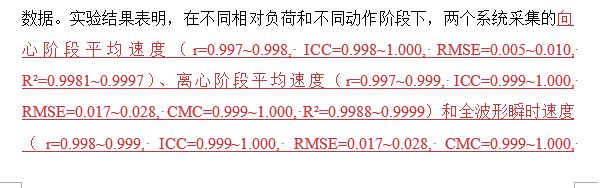 数据。实验结果表明，在不同相对负荷和不同动作阶段下，两个系统采集的向
心阶段平均速度（r=0.997~0.998, ICC=0.998~1.000, RMSE=0.005~0.010,
R²=0.9981~0.9997）、离心阶段平均速度（r=0.997~0.999, ICC=0.999~1.000,
RMSE=0.017~0.028, CMC=0.999~1.000, R²=0.9988~0.9999）和全波形瞬时速度
（r=0.998~0.999, ICC=0.999~1.000, RMSE=0.017~0.028, CMC=0.999~1.000,